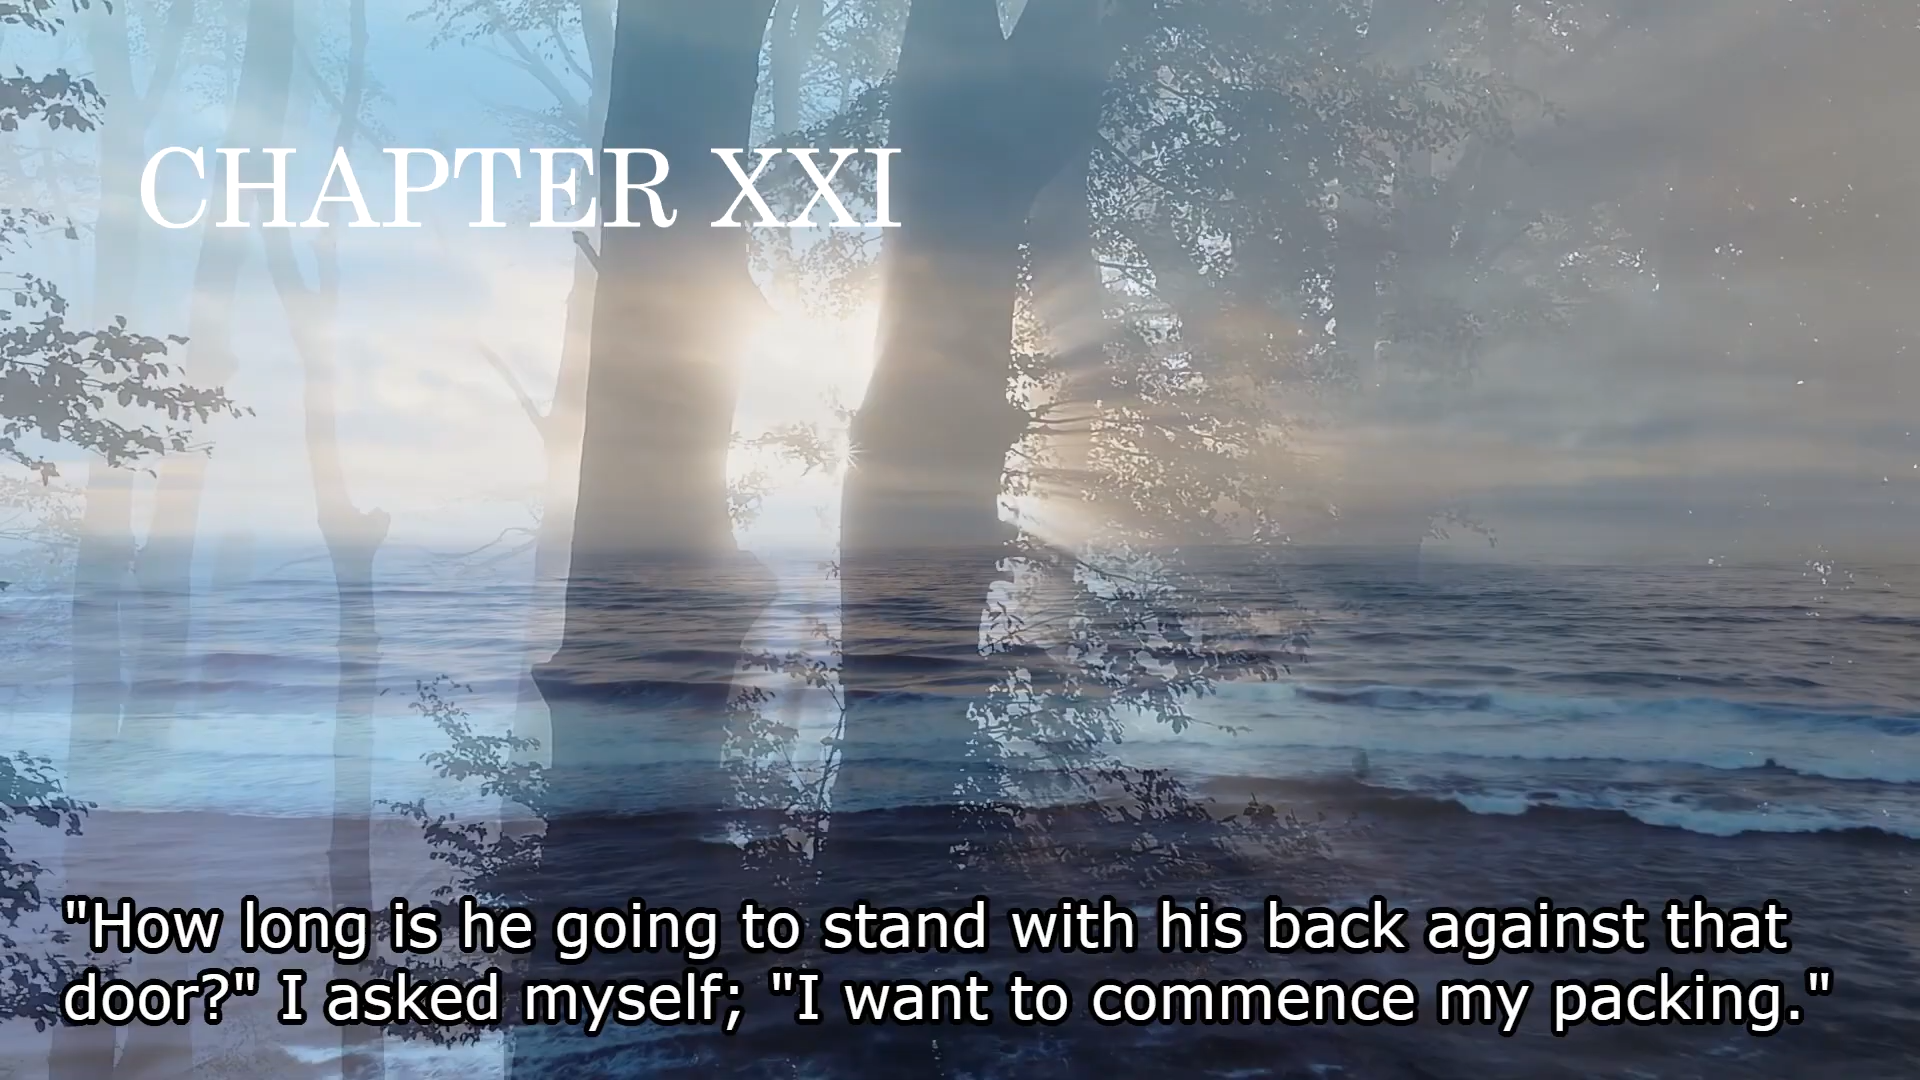 CHAPTER XXI
"How long is he going to stand with his back against that
door?" I asked myself; "I want to commence my packing."